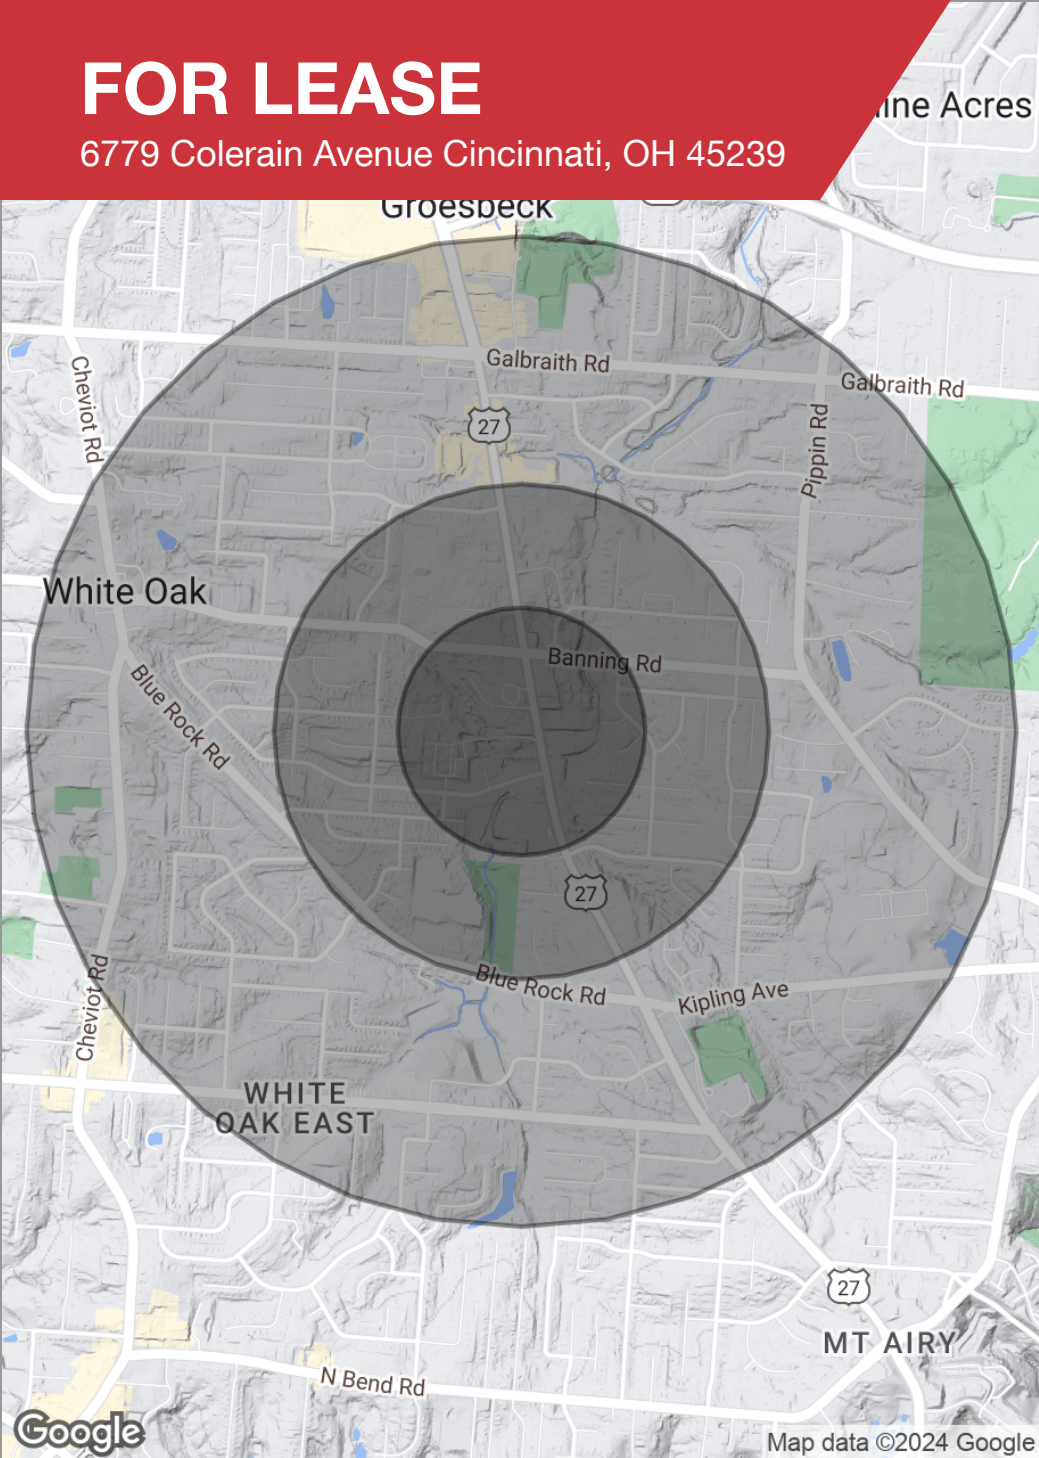 FOR LEASE
6779 Colerain Avenue Cincinnati, OH 45239
ine Acres
Groesbeck
Galbraith Rd
Galbraith Rd
Cheviot Rd
27
Pippin Rd
White Oak
Banning Rd
Blue Rock Rd
27
Cheviot Rd
Blue Rock Rd
Kipling Ave
WHITE
OAK EAST
27
MT AIRY
N Bend Rd
Google
Map data ©2024 Google